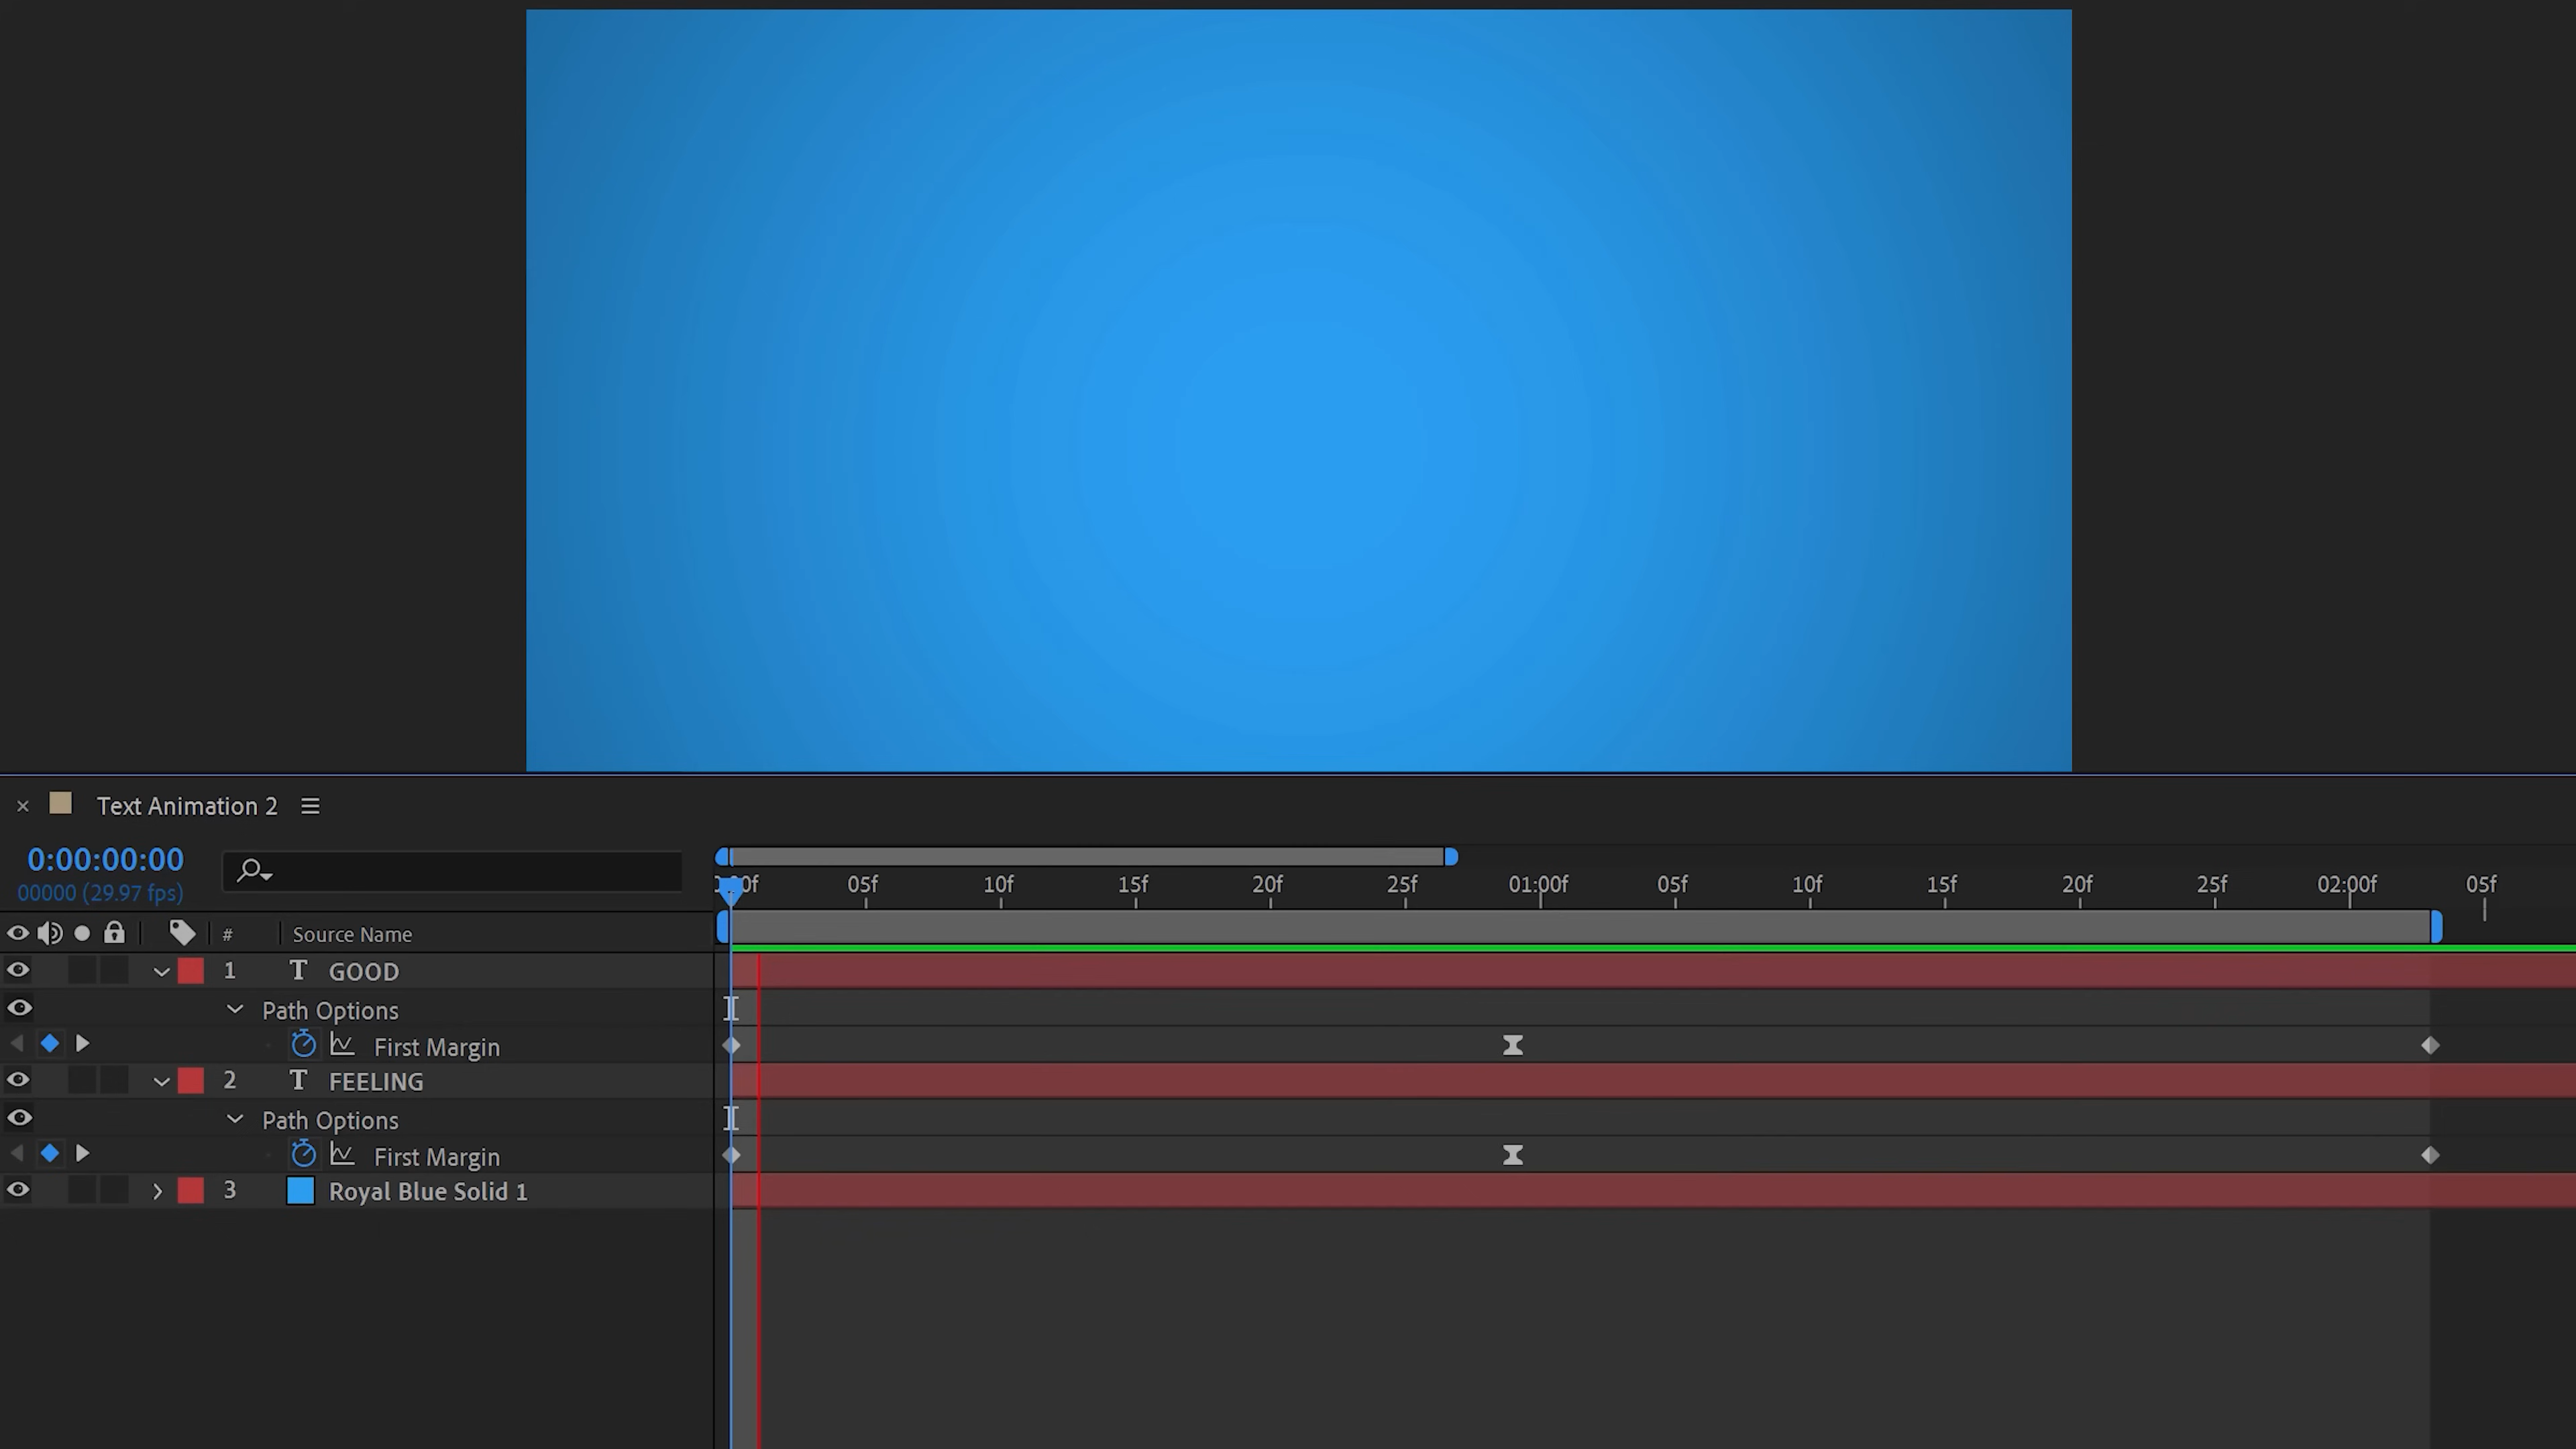 Text Animation 2
0:00:00:00
00000 (29.97 fps)
05f 10f 15f 20f 25f 01:00f 05f 10f 15f 20f 25f 02:00f 05f
# Source Name
1 T GOOD
Path Options
First Margin
2 T FEELING
Path Options
First Margin
3 Royal Blue Solid 1